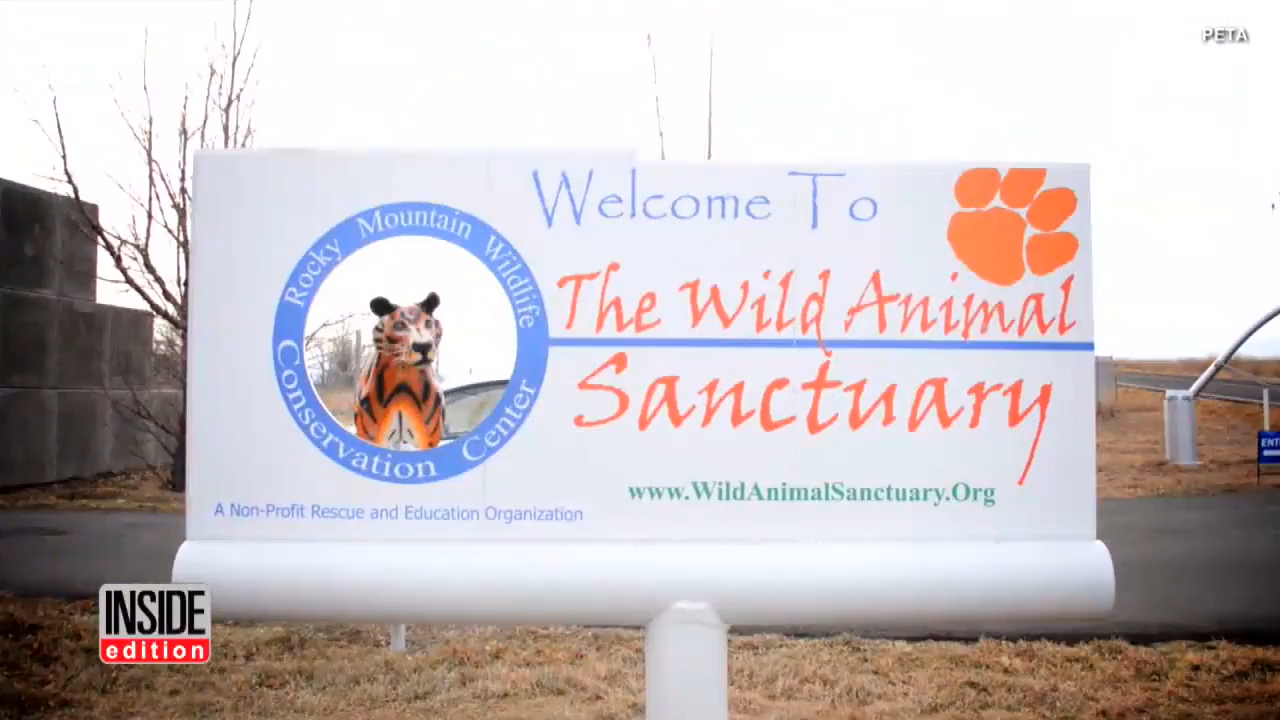 PETA
Welcome To
The Wild Animal
Sanctuary
Rocky Mountain Wildlife
Conservation Center
www.WildAnimalSanctuary.Org
A Non-Profit Rescue and Education Organization
INSIDE
edition